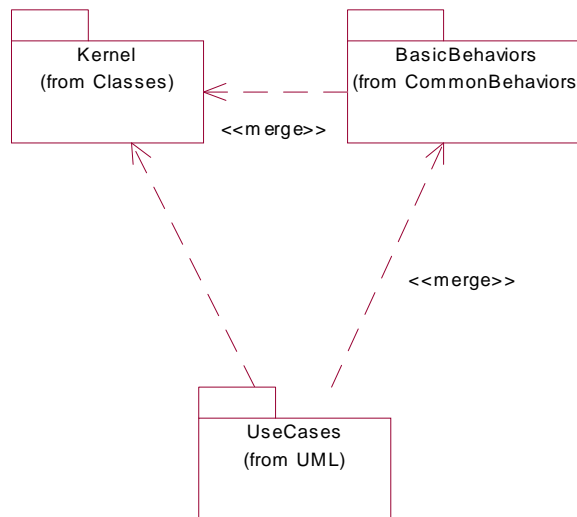 Kernel
(from Classes)
BasicBehaviors
(from CommonBehaviors
<<merge>>
<<merge>>
UseCases
(from UML)